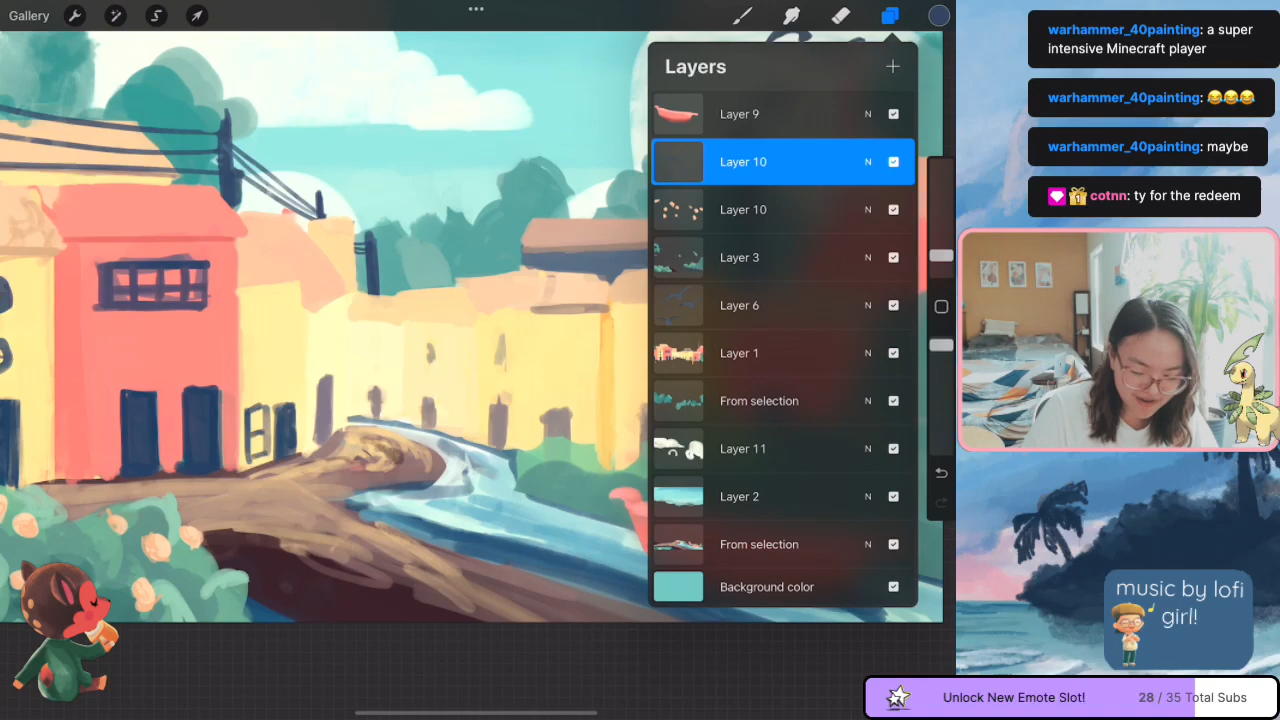 Gallery
Layers
Layer 9 N
Layer 10 N
Layer 10 N
Layer 3 N
Layer 6 N
Layer 1 N
From selection N
Layer 11 N
Layer 2 N
From selection N
Background color
warhammer_40painting: a super
intensive Minecraft player
warhammer_40painting: 😂😂😂
warhammer_40painting: maybe
cotnn: ty for the redeem
music by lofi
girl!
Unlock New Emote Slot! 28 / 35 Total Subs